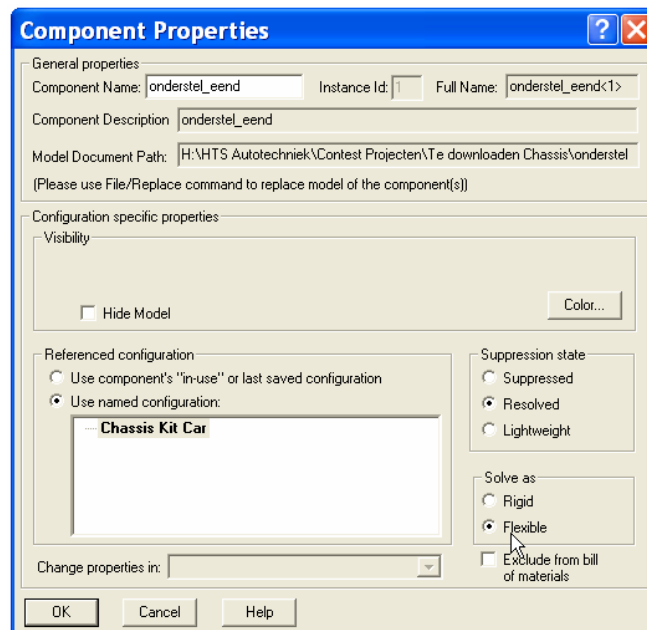 Component Properties
General properties
Component Name: onderstel_eend Instance Id: 1 Full Name: onderstel_eend<1>
Component Description onderstel_eend
Model Document Path: H:\HTS Autotechniek\Contest Projecten\Te downloaden Chassis\onderstel
(Please use File/Replace command to replace model of the component(s))
Configuration specific properties
Visibility
Hide Model
Color...
Referenced configuration
Use component's "in-use" or last saved configuration
Use named configuration:
Chassis Kit Car
Suppression state
Suppressed
Resolved
Lightweight
Solve as
Rigid
Flexible
Change properties in:
Exclude from bill
of materials
OK Cancel Help